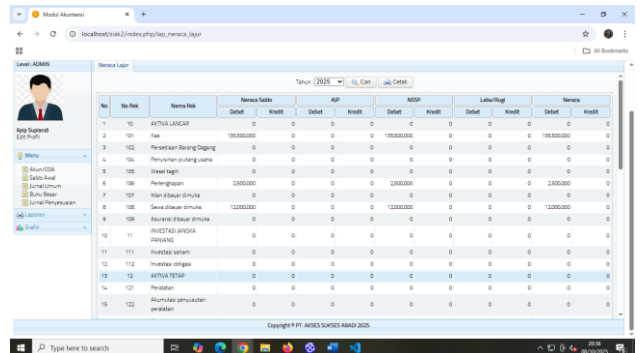 Modul Akuntansi
localhost/siak2/index.php/lap_neraca_lajur
All Bookmarks
Level: ADMIN
Neraca Lajur
Tahun 2025 Cari Cetak
No No Rek Nama Rek Neraca Saldo AJP NSSP Laba/Rugi Neraca
Debet Kredit Debet Kredit Debet Kredit Debet Kredit Debet Kredit
1 10 AKTIVA LANCAR 0 0 0 0 0 0 0 0 0 0
2 101 Kas 135,500,000 0 0 0 135,500,000 0 0 0 135,500,000 0
3 102 Persediaan Barang Dagang 0 0 0 0 0 0 0 0 0 0
4 104 Penyisihan piutang usaha 0 0 0 0 0 0 0 0 0 0
5 105 Wesel tagih 0 0 0 0 0 0 0 0 0 0
6 106 Perlengkapan 2,500,000 0 0 0 2,500,000 0 0 0 2,500,000 0
7 107 Iklan dibayar dimuka 0 0 0 0 0 0 0 0 0 0
8 108 Sewa dibayar dimuka 12,000,000 0 0 0 12,000,000 0 0 0 12,000,000 0
9 109 Asuransi dibayar dimuka 0 0 0 0 0 0 0 0 0 0
10 11 INVESTASI JANGKA PANJANG 0 0 0 0 0 0 0 0 0 0
11 111 Investasi saham 0 0 0 0 0 0 0 0 0 0
12 112 Investasi obligasi 0 0 0 0 0 0 0 0 0 0
13 12 AKTIVA TETAP 0 0 0 0 0 0 0 0 0 0
14 121 Peralatan 0 0 0 0 0 0 0 0 0 0
15 122 Akumulasi penyusutan peralatan 0 0 0 0 0 0 0 0 0 0
Apip Supiandi
Edit Profil
Menu
Akun/COA
Saldo Awal
Jurnal Umum
Buku Besar
Jurnal Penyesuaian
Laporan
Grafik
Copyright © PT. AKSES SUKSES ABADI 2025.
Type here to search
20:38
08/10/2025